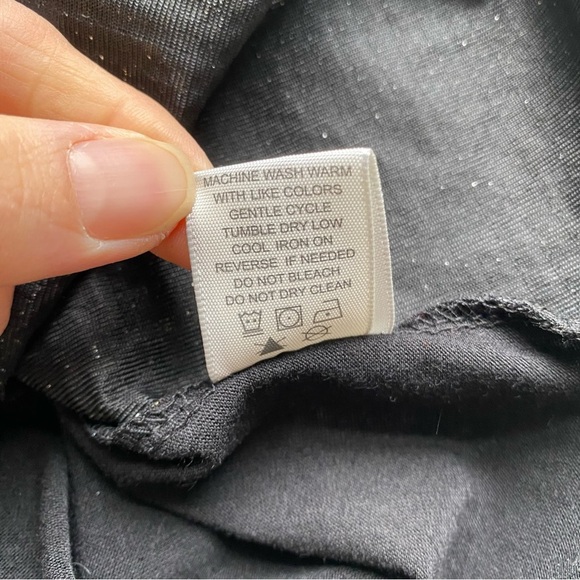 MACHINE WASH WARM
WITH LIKE COLORS
GENTLE CYCLE
TUMBLE DRY LOW
COOL IRON ON
REVERSE IF NEEDED
DO NOT BLEACH
DO NOT DRY CLEAN